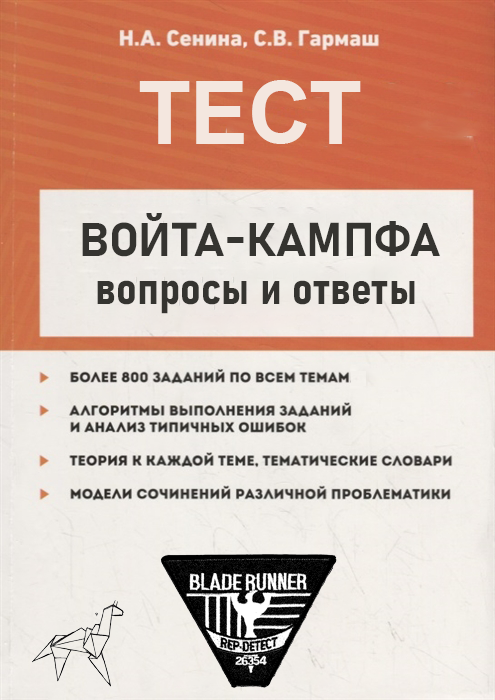 Н.А. Сенина, С.В. Гармаш
ТЕСТ
ВОЙТА-КАМПФА
вопросы и ответы
БОЛЕЕ 800 ЗАДАНИЙ ПО ВСЕМ ТЕМАМ
АЛГОРИТМЫ ВЫПОЛНЕНИЯ ЗАДАНИЙ
И АНАЛИЗ ТИПИЧНЫХ ОШИБОК
ТЕОРИЯ К КАЖДОЙ ТЕМЕ, ТЕМАТИЧЕСКИЕ СЛОВАРИ
МОДЕЛИ СОЧИНЕНИЙ РАЗЛИЧНОЙ ПРОБЛЕМАТИКИ
BLADE RUNNER
REP-DETECT
26354